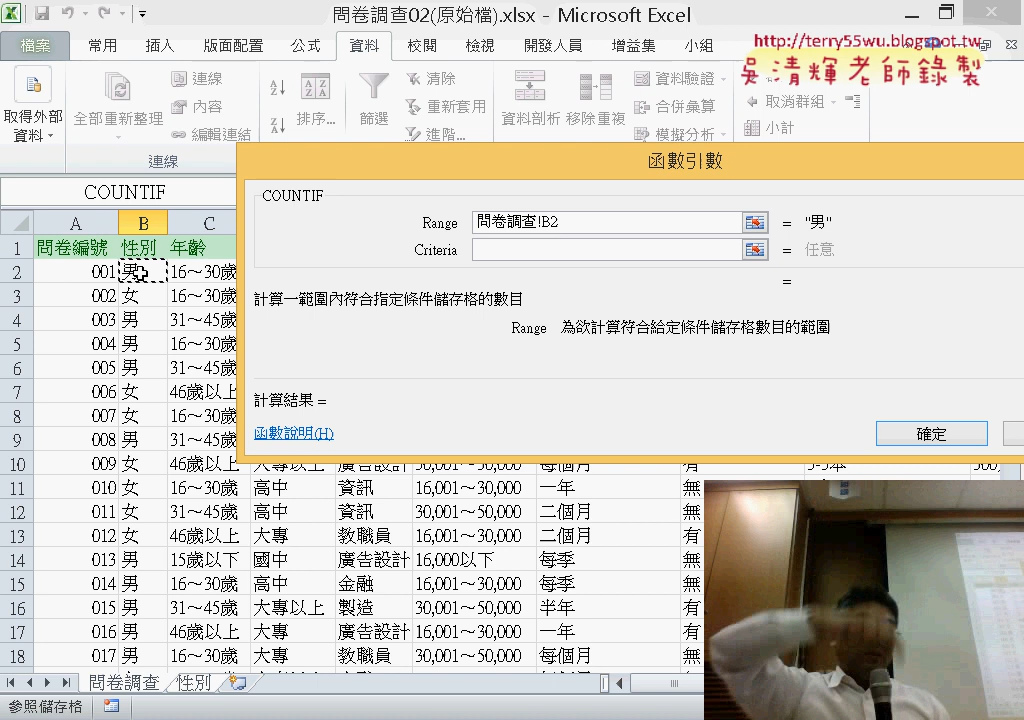 問卷調查02(原始檔).xlsx - Microsoft Excel
檔案 常用 插入 版面配置 公式 資料 校閱 檢視 開發人員 增益集 小組
http://terry55wu.blogspot.tw
吳清輝老師錄製
取得外部 資料
全部重新整理
連線
內容
編輯連結
連線
排序...
篩選
清除
重新套用
進階...
資料剖析 移除重複
資料驗證
合併彙算
模擬分析
取消群組
小計
COUNTIF
函數引數
COUNTIF
Range 問卷調查!B2 = "男"
Criteria = 任意
=
計算一範圍內符合指定條件儲存格的數目
Range 為欲計算符合給定條件儲存格數目的範圍
計算結果 =
函數說明(H)
確定
A B C
1 問卷編號 性別 年齡
2 001 男 16～30歲
3 002 女 16～30歲
4 003 男 31～45歲
5 004 男 16～30歲
6 005 男 31～45歲
7 006 女 46歲以上
8 007 女 16～30歲
9 008 男 31～45歲
10 009 女 46歲以上 大專以上 廣告設計 30,001～50,000 每個月 有 3-5本
11 010 女 16～30歲 高中 資訊 16,001～30,000 一年 無
12 011 女 31～45歲 高中 資訊 30,001～50,000 二個月 無
13 012 女 46歲以上 大專 教職員 16,001～30,000 二個月 有
14 013 男 15歲以下 國中 廣告設計 16,000以下 每季 無
15 014 男 16～30歲 高中 金融 16,001～30,000 每季 無
16 015 男 31～45歲 大專以上 製造 30,001～50,000 半年 有
17 016 男 46歲以上 大專 廣告設計 16,001～30,000 一年 有
18 017 男 16～30歲 大專 教職員 30,001～50,000 每個月 無
問卷調查 性別
參照儲存格